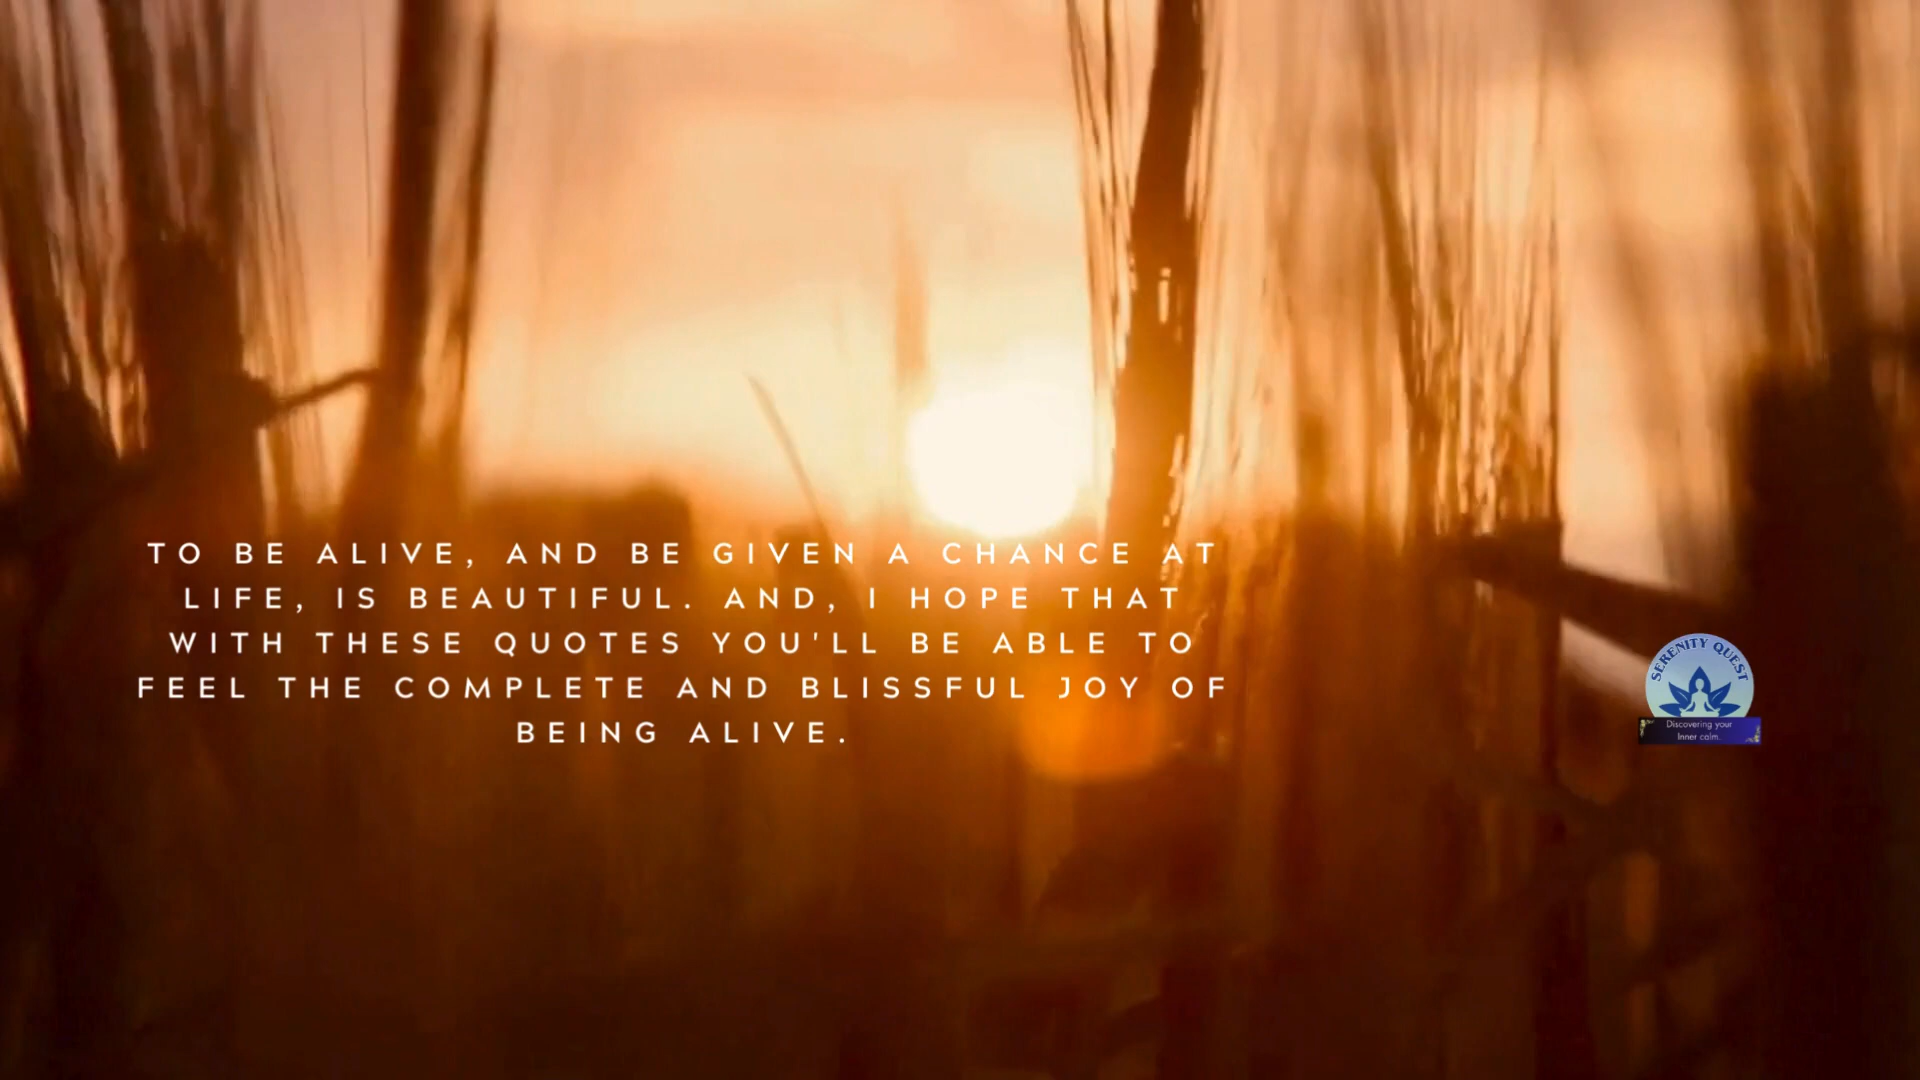 TO BE ALIVE, AND BE GIVEN A CHANCE AT
LIFE, IS BEAUTIFUL. AND, I HOPE THAT
WITH THESE QUOTES YOU'LL BE ABLE TO
FEEL THE COMPLETE AND BLISSFUL JOY OF
BEING ALIVE.
SERENITY QUEST
Discovering your
Inner calm.